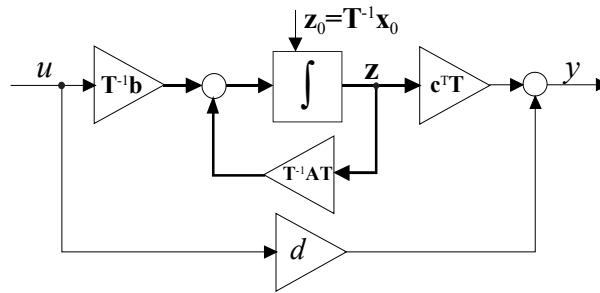 z₀=T⁻¹x₀
u
T⁻¹b
∫
z
cᵀT
y
T⁻¹AT
d